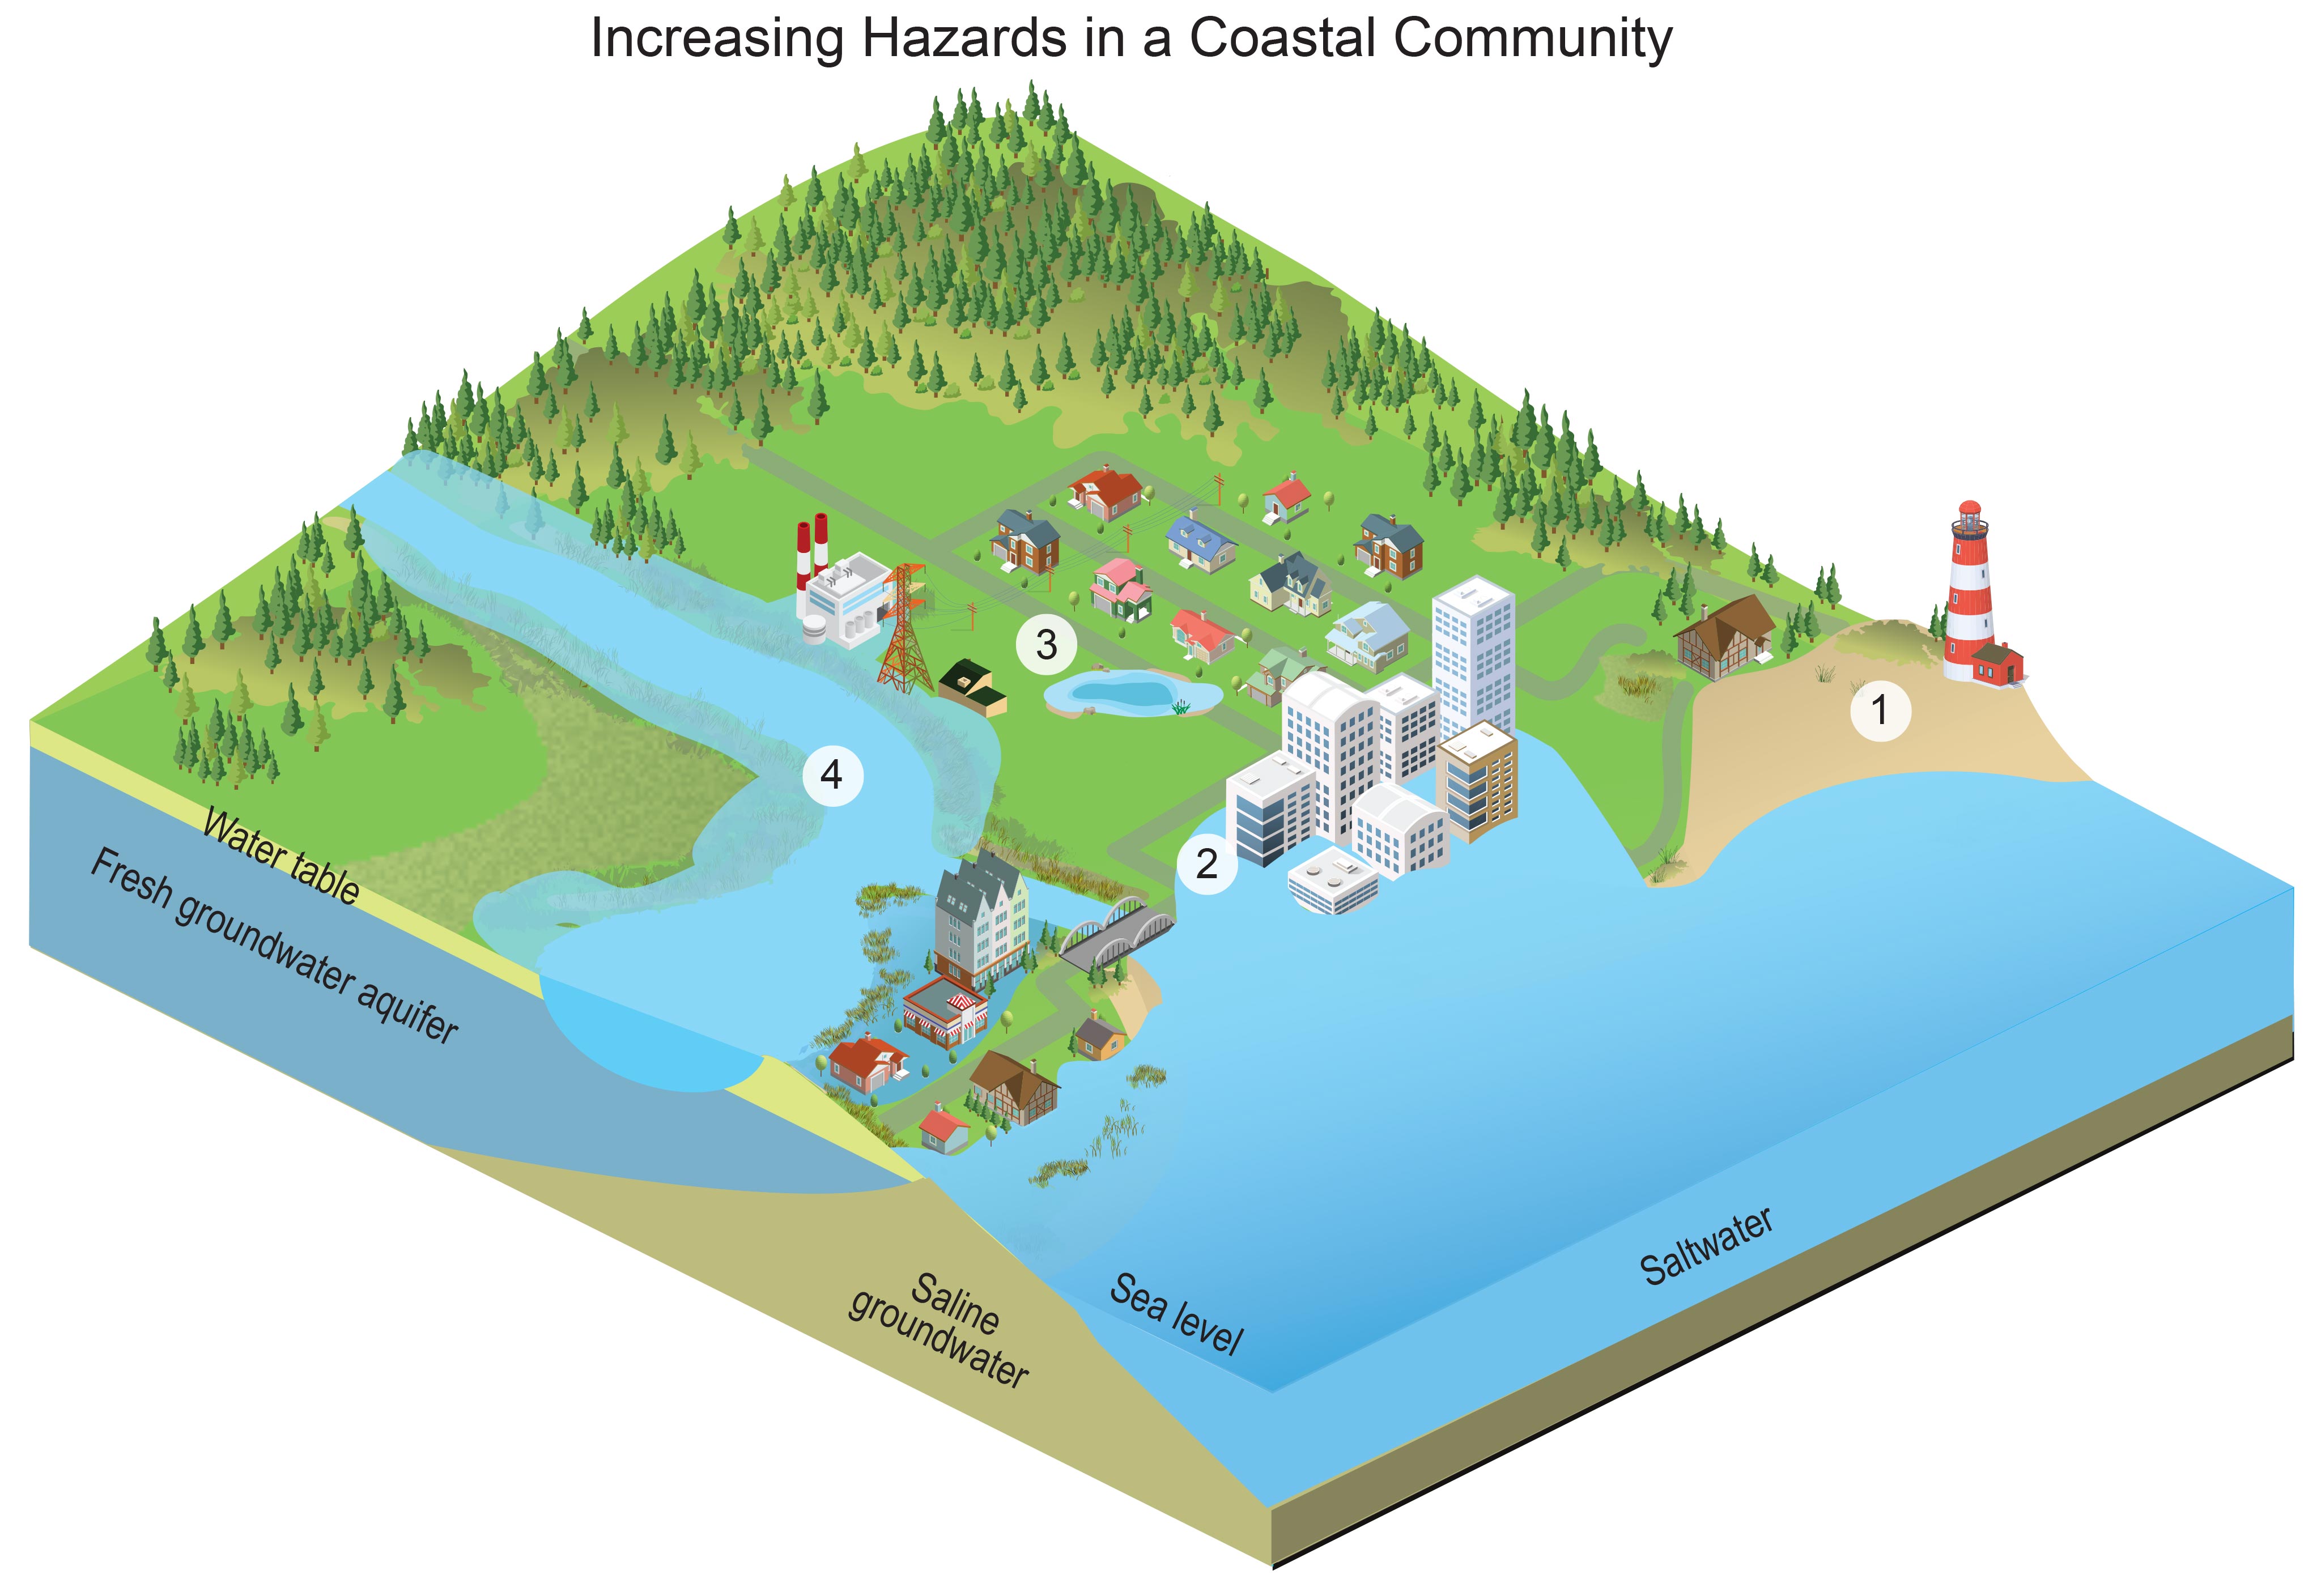 Increasing Hazards in a Coastal Community
3
1
4
2
Water table
Fresh groundwater aquifer
Saltwater
Sea level
Saline
groundwater